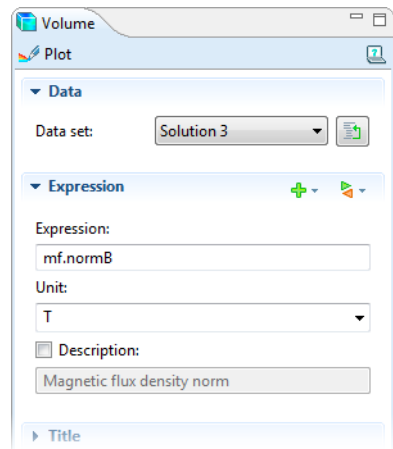 Volume
Plot
Data
Data set: Solution 3
Expression
Expression:
mf.normB
Unit:
T
Description:
Magnetic flux density norm
Title